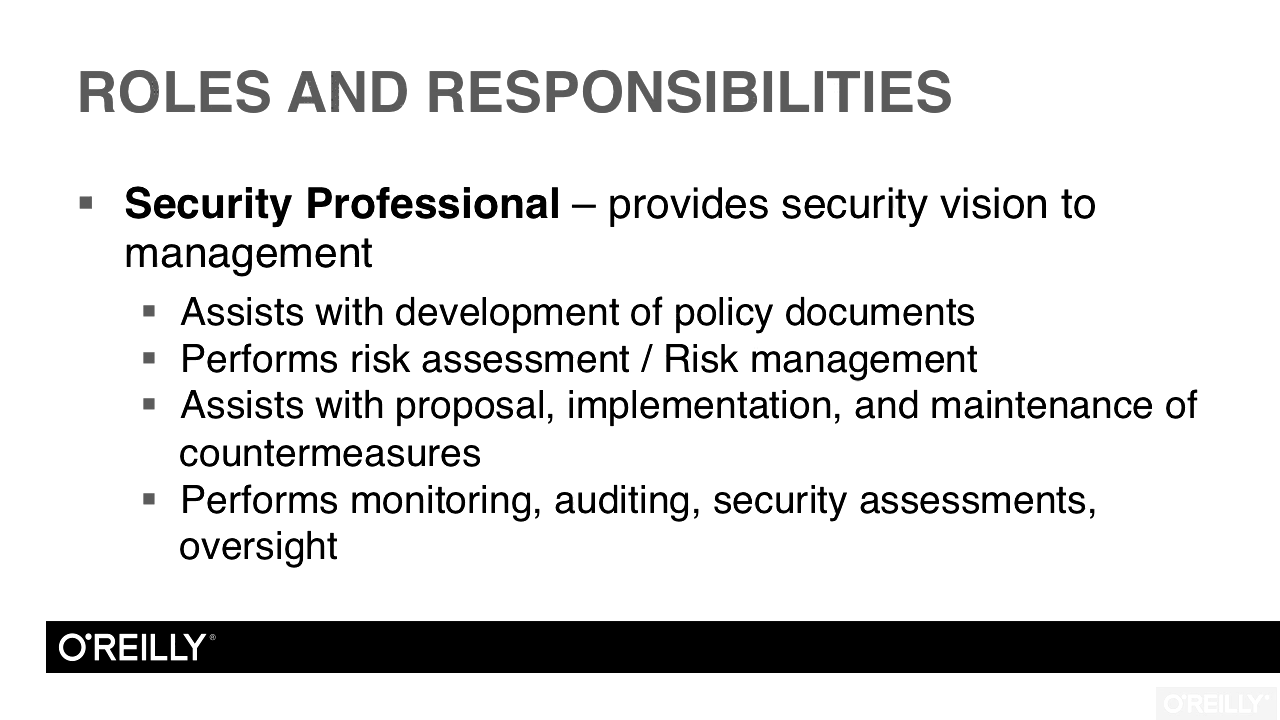 ROLES AND RESPONSIBILITIES
▪ Security Professional – provides security vision to
management
▪ Assists with development of policy documents
▪ Performs risk assessment / Risk management
▪ Assists with proposal, implementation, and maintenance of
countermeasures
▪ Performs monitoring, auditing, security assessments,
oversight
O'REILLY®
O'REILLY®